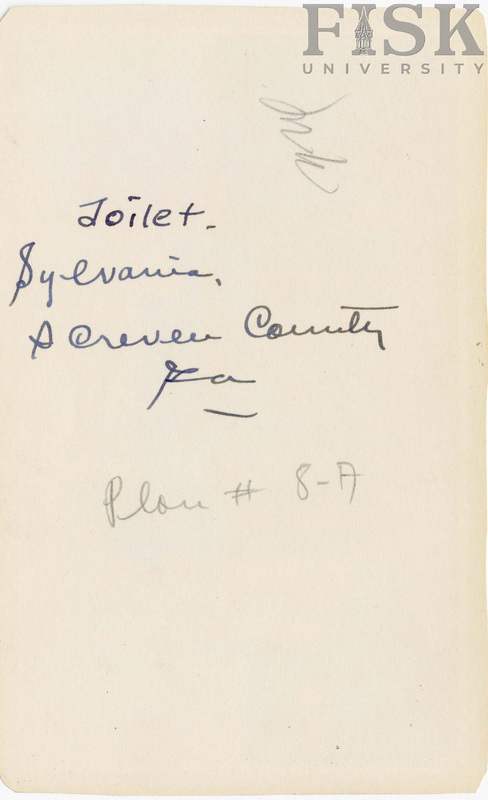 FISK
UNIVERSITY
Toilet.
Sylvania,
Screven County
Ga
Plan # 8-A